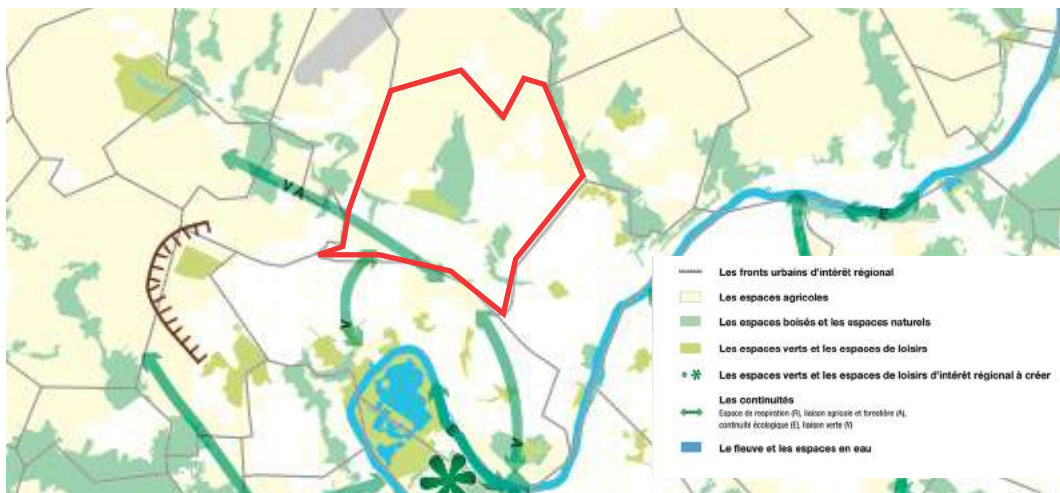 V A
E
V
E
V
Les fronts urbains d'intérêt régional
Les espaces agricoles
Les espaces boisés et les espaces naturels
Les espaces verts et les espaces de loisirs
Les espaces verts et les espaces de loisirs d'intérêt régional à créer
Les continuités
Espace de respiration (R), liaison agricole et forestière (A),
continuité écologique (E), liaison verte (V)
Le fleuve et les espaces en eau